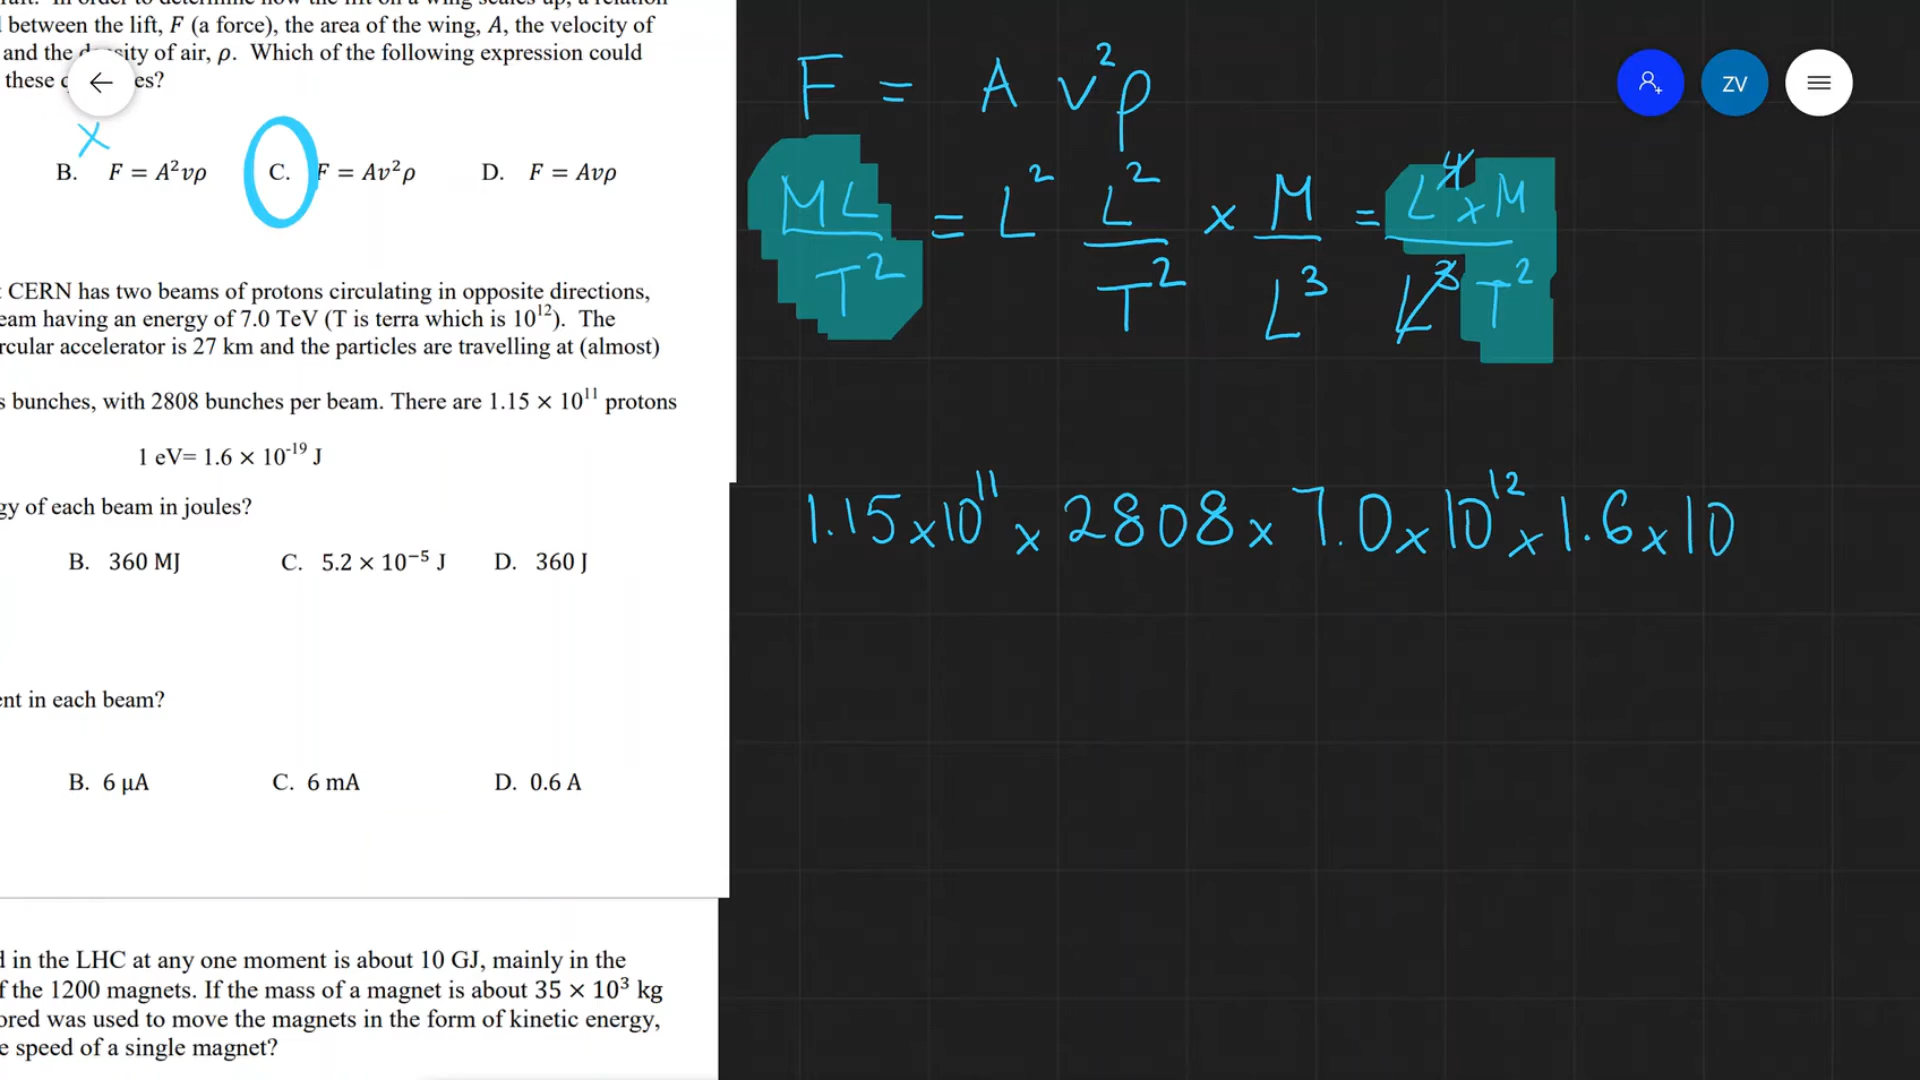 between the lift, F (a force), the area of the wing, A, the velocity of
and the density of air, ρ. Which of the following expression could
these
B. F = A²vρ C. F = Av²ρ D. F = Avρ
CERN has two beams of protons circulating in opposite directions,
eam having an energy of 7.0 TeV (T is terra which is 10¹²). The
rcular accelerator is 27 km and the particles are travelling at (almost)
s bunches, with 2808 bunches per beam. There are 1.15 × 10¹¹ protons
1 eV= 1.6 × 10⁻¹⁹ J
gy of each beam in joules?
B. 360 MJ C. 5.2 × 10⁻⁵ J D. 360 J
ent in each beam?
B. 6 μA C. 6 mA D. 0.6 A
d in the LHC at any one moment is about 10 GJ, mainly in the
f the 1200 magnets. If the mass of a magnet is about 35 × 10³ kg
ored was used to move the magnets in the form of kinetic energy,
e speed of a single magnet?
F = A v²ρ
ML/T² = L² L²/T² × M/L³ = L⁴ × M/L³ T²
1.15×10¹¹ × 2808 × 7.0×10¹² × 1.6×10
ZV